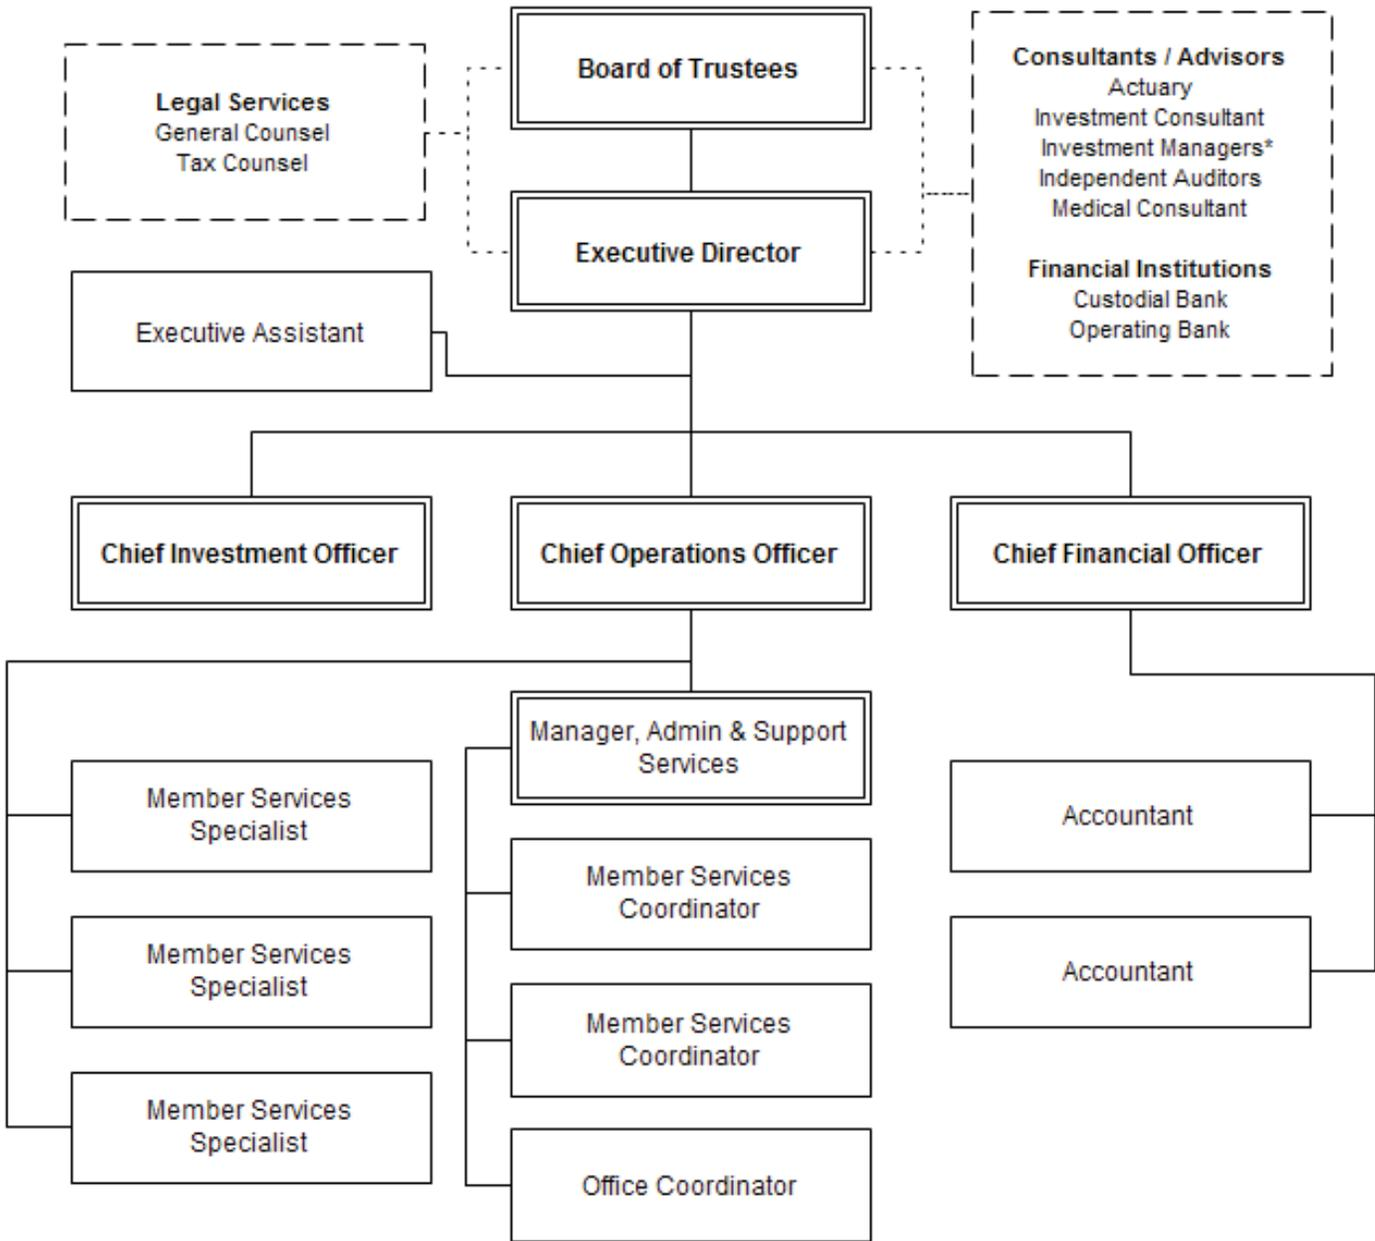 Board of Trustees
Legal Services
General Counsel
Tax Counsel
Consultants / Advisors
Actuary
Investment Consultant
Investment Managers*
Independent Auditors
Medical Consultant
Financial Institutions
Custodial Bank
Operating Bank
Executive Director
Executive Assistant
Chief Investment Officer
Chief Operations Officer
Chief Financial Officer
Member Services
Specialist
Member Services
Specialist
Member Services
Specialist
Manager, Admin & Support
Services
Member Services
Coordinator
Member Services
Coordinator
Office Coordinator
Accountant
Accountant